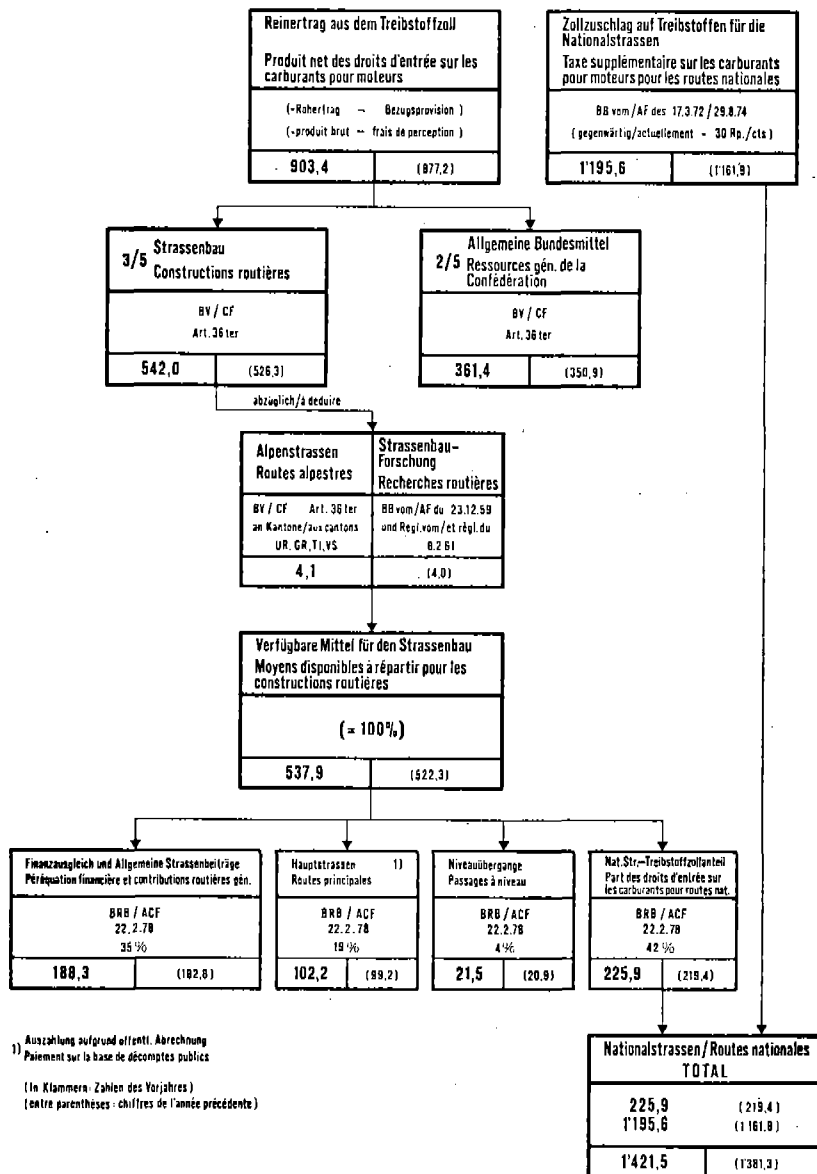 Reinertrag aus dem Treibstoffzoll
Produit net des droits d'entrée sur les
carburants pour moteurs
(-Rohertrag - Bezugsprovision)
(-produit brut - frais de perception)
903,4 (877,2)
Zollzuschlag auf Treibstoffen für die
Nationalstrassen
Taxe supplémentaire sur les carburants
pour moteurs pour les routes nationales
BB vom/AF des 17.3.72 / 29.8.74
(gegenwärtig/actuellement - 30 Rp./cts)
1'195,6 (1'161,9)
3/5 Strassenbau
Constructions routières
BV / CF
Art. 36 ter
542,0 (526,3)
2/5 Allgemeine Bundesmittel
Ressources gén. de la
Confédération
BV / CF
Art. 36 ter
361,4 (350,9)
abzüglich/à deduire
Alpenstrassen
Routes alpestres
BV / CF Art. 36 ter
an Kantone/aux cantons
UR, GR, TI, VS
4,1
Strassenbau-
Forschung
Recherches routières
BB vom/AF du 23.12.59
und Regl. vom/et règl. du
8.2 61
(4,0)
Verfügbare Mittel für den Strassenbau
Moyens disponibles à répartir pour les
constructions routières
(= 100%)
537,9 (522,3)
Finanzausgleich und Allgemeine Strassenbeiträge
Péréquation financière et contributions routières gén.
BRB / ACF
22.2.78
35 %
188,3 (182,8)
Hauptstrassen 1)
Routes principales
BRB / ACF
22.2.78
19 %
102,2 (99,2)
Niveauübergange
Passages à niveau
BRB / ACF
22.2.78
4 %
21,5 (20,9)
Nat.Str.-Treibstoffzollanteil
Part des droits d'entrée sur
les carburants pour routes nat.
BRB / ACF
22.2.78
42 %
225,9 (219,4)
1) Auszahlung aufgrund offentl. Abrechnung
Paiement sur la base de décomptes publics
(In Klammern: Zahlen des Vorjahres)
(entre parenthèses: chiffres de l'année précédente)
Nationalstrassen/Routes nationales
TOTAL
225,9 (219,4)
1'195,6 (1 161,8)
1'421,5 (1'381,3)